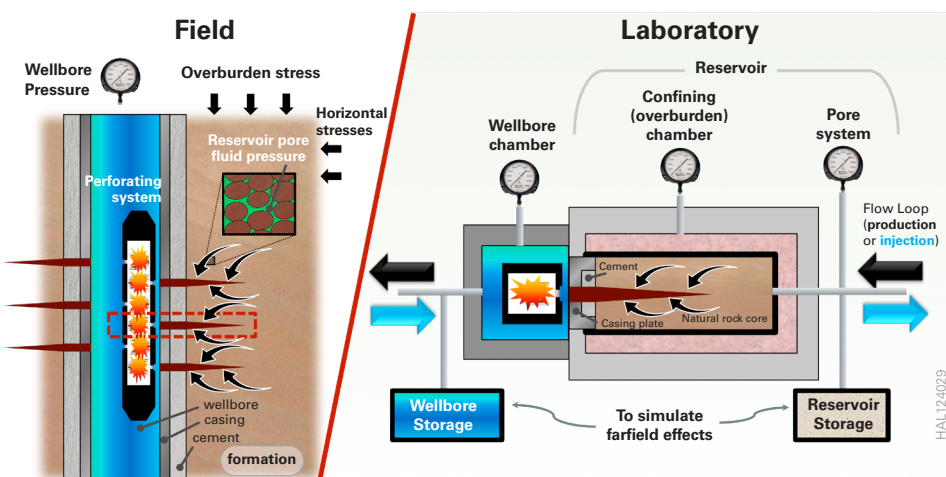 Field
Wellbore
Pressure
Overburden stress
Horizontal
stresses
Reservoir pore
fluid pressure
Perforating
system
wellbore
casing
cement
formation
Laboratory
Reservoir
Wellbore
chamber
Confining
(overburden)
chamber
Pore
system
Flow Loop
(production
or injection)
Cement
Casing plate
Natural rock core
Wellbore
Storage
To simulate
farfield effects
Reservoir
Storage
HAL124029